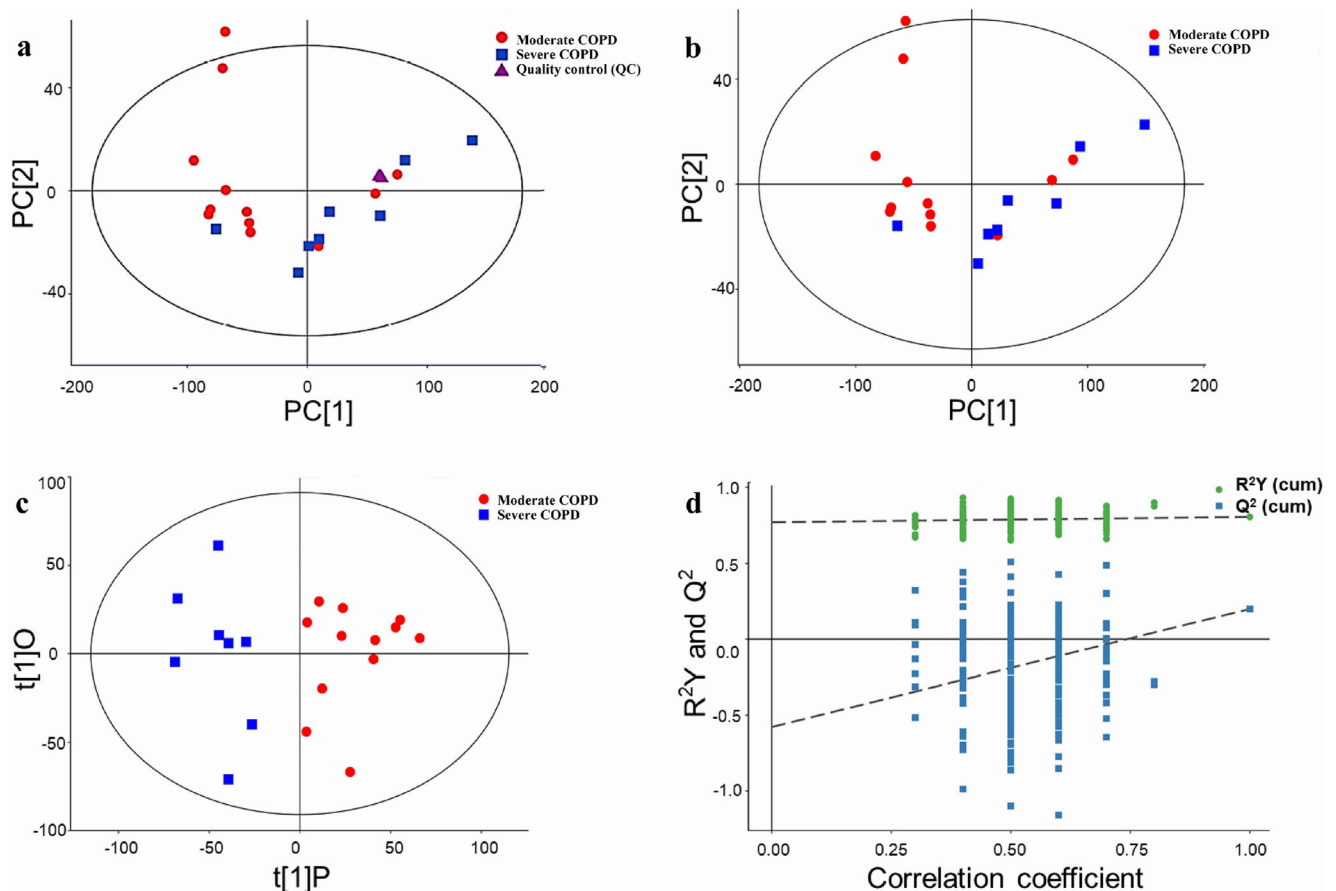 a
Moderate COPD
Severe COPD
Quality control (QC)
PC[2]
40
0
-40
-200
-100
0
100
200
PC[1]
b
Moderate COPD
Severe COPD
PC[2]
40
0
-40
-200
-100
0
100
200
PC[1]
c
Moderate COPD
Severe COPD
t[1]O
100
50
0
-50
-100
-100
-50
0
50
100
t[1]P
d
R²Y (cum)
Q² (cum)
R²Y and Q²
1.0
0.5
0.0
-0.5
-1.0
0.00
0.25
0.50
0.75
1.00
Correlation coefficient